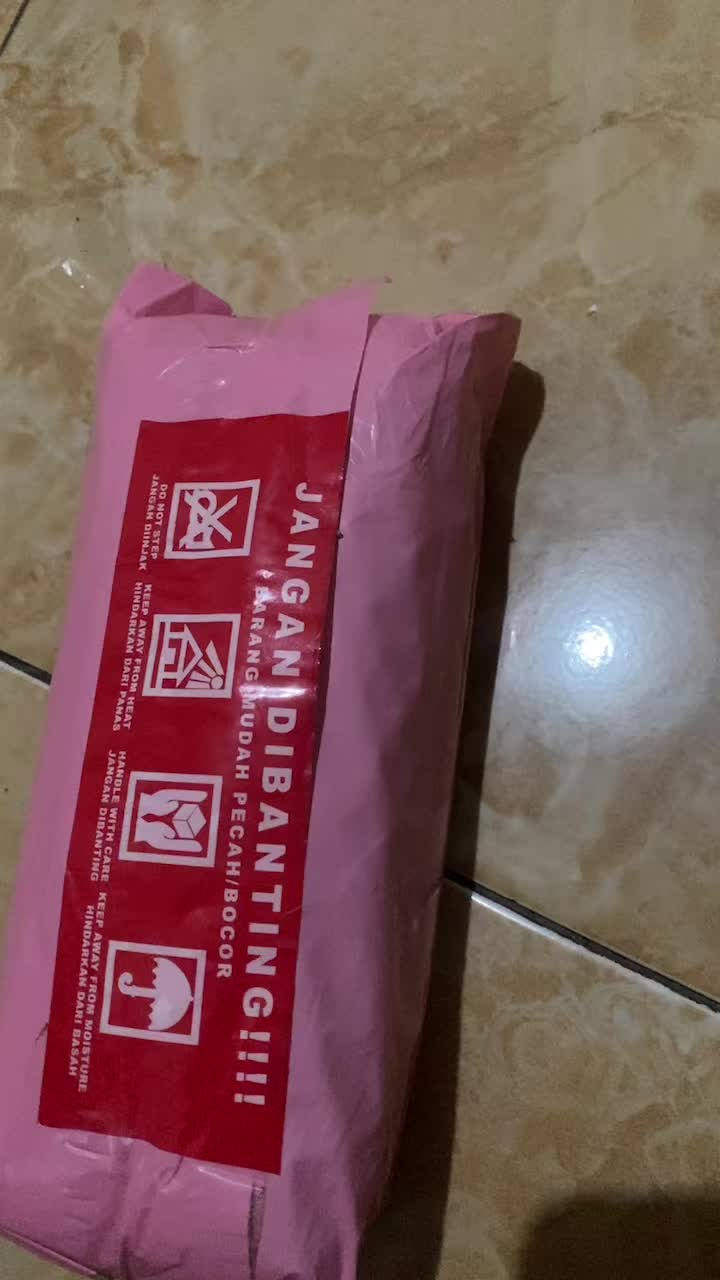 JANGAN DIBANTING!!!!
BARANG MUDAH PECAH/BOCOR
DO NOT STEP
JANGAN DIINJAK
KEEP AWAY FROM HEAT
HINDARKAN DARI PANAS
HANDLE WITH CARE
JANGAN DIBANTING
KEEP AWAY FROM MOISTURE
HINDARKAN DARI BASAH